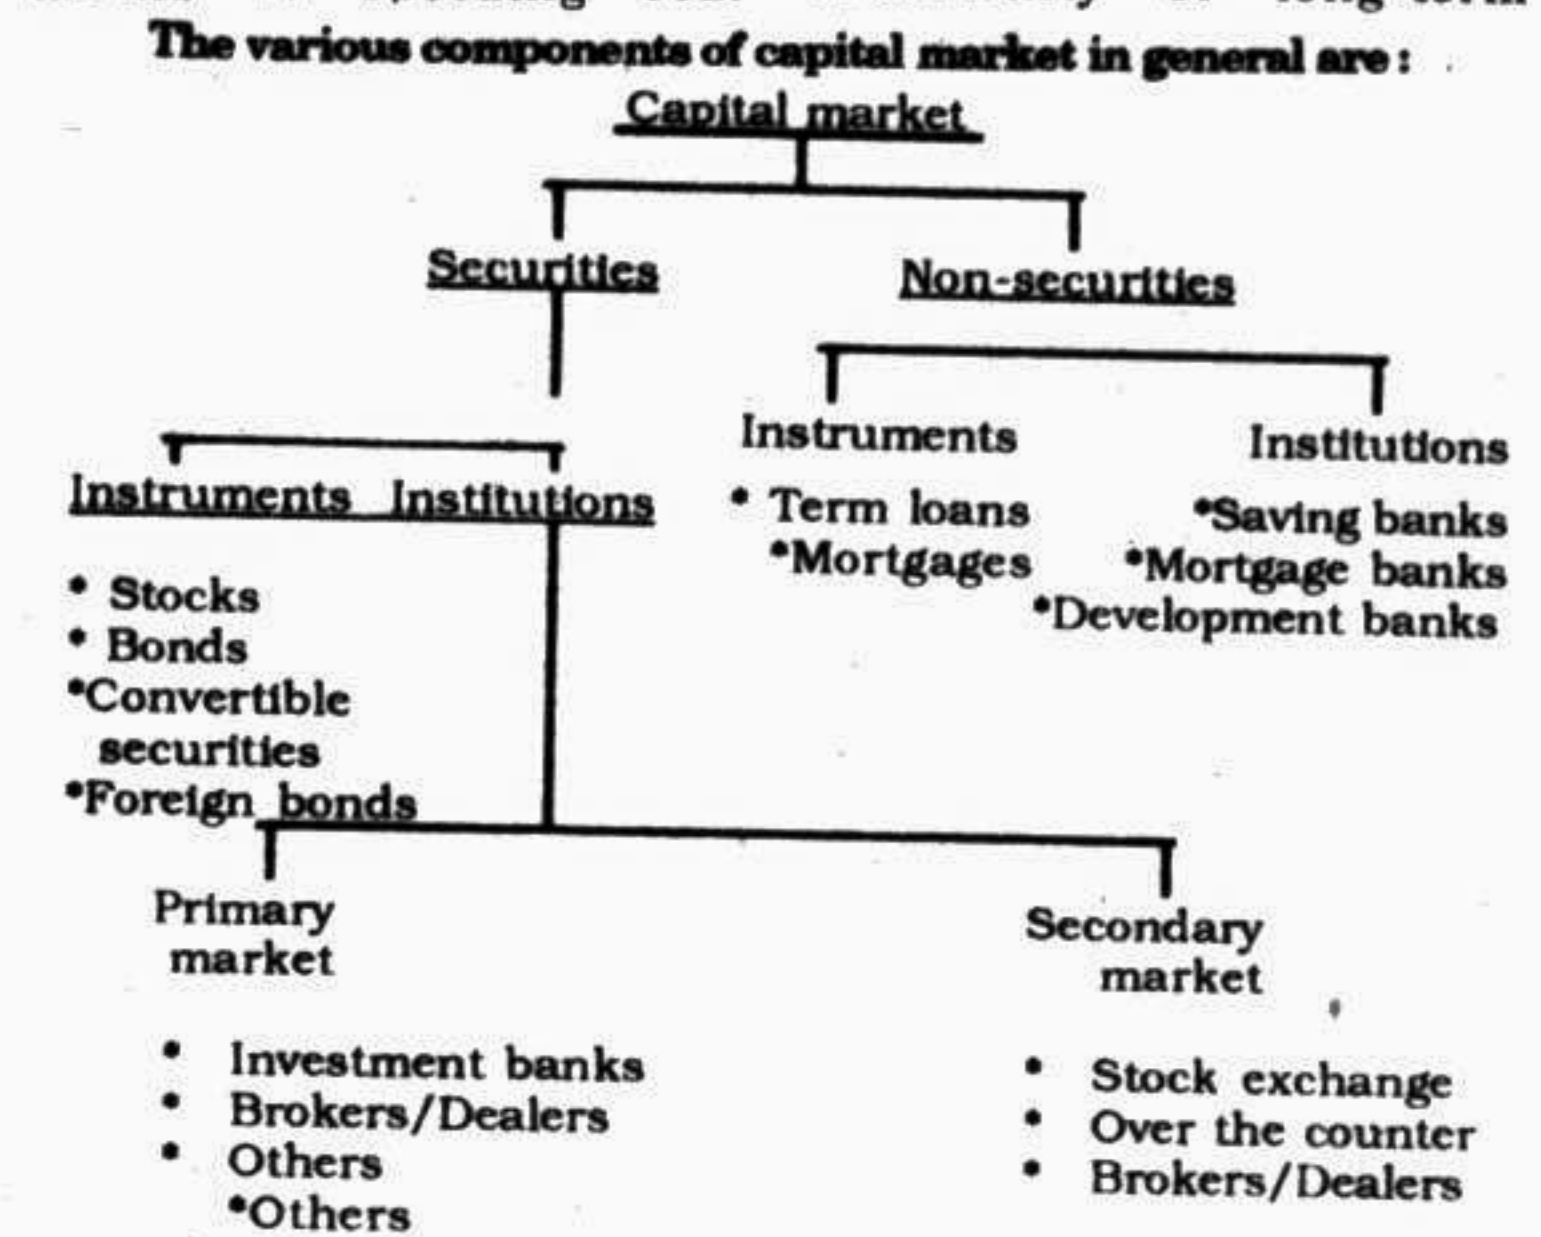 The various components of capital market in general are :
Capital market
Securities
Non-securities
Instruments
Institutions
• Term loans
•Mortgages
•Saving banks
•Mortgage banks
•Development banks
Instruments Institutions
• Stocks
• Bonds
•Convertible
securities
•Foreign bonds
Primary
market
• Investment banks
• Brokers/Dealers
• Others
•Others
Secondary
market
• Stock exchange
• Over the counter
• Brokers/Dealers